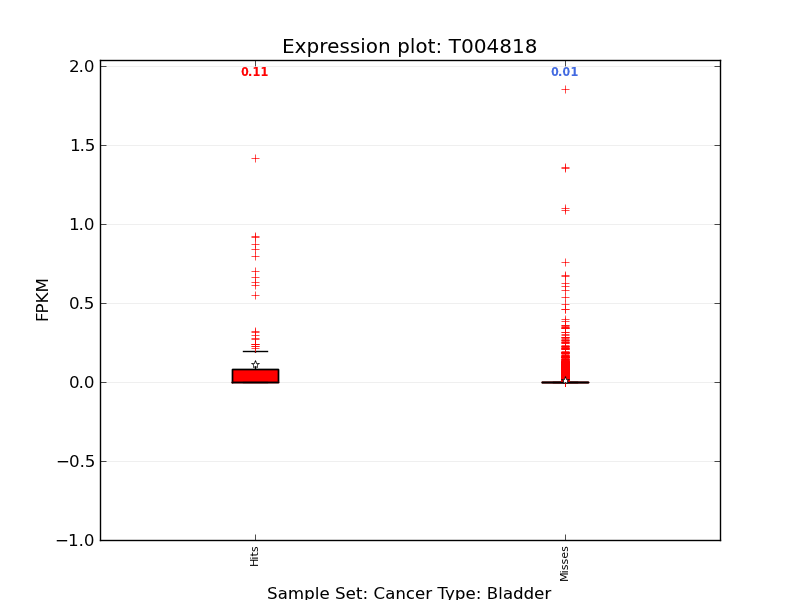 Expression plot: T004818
2.0
0.11
0.01
1.5
1.0
0.5
0.0
−0.5
−1.0
FPKM
Hits
Misses
Sample Set: Cancer Type: Bladder